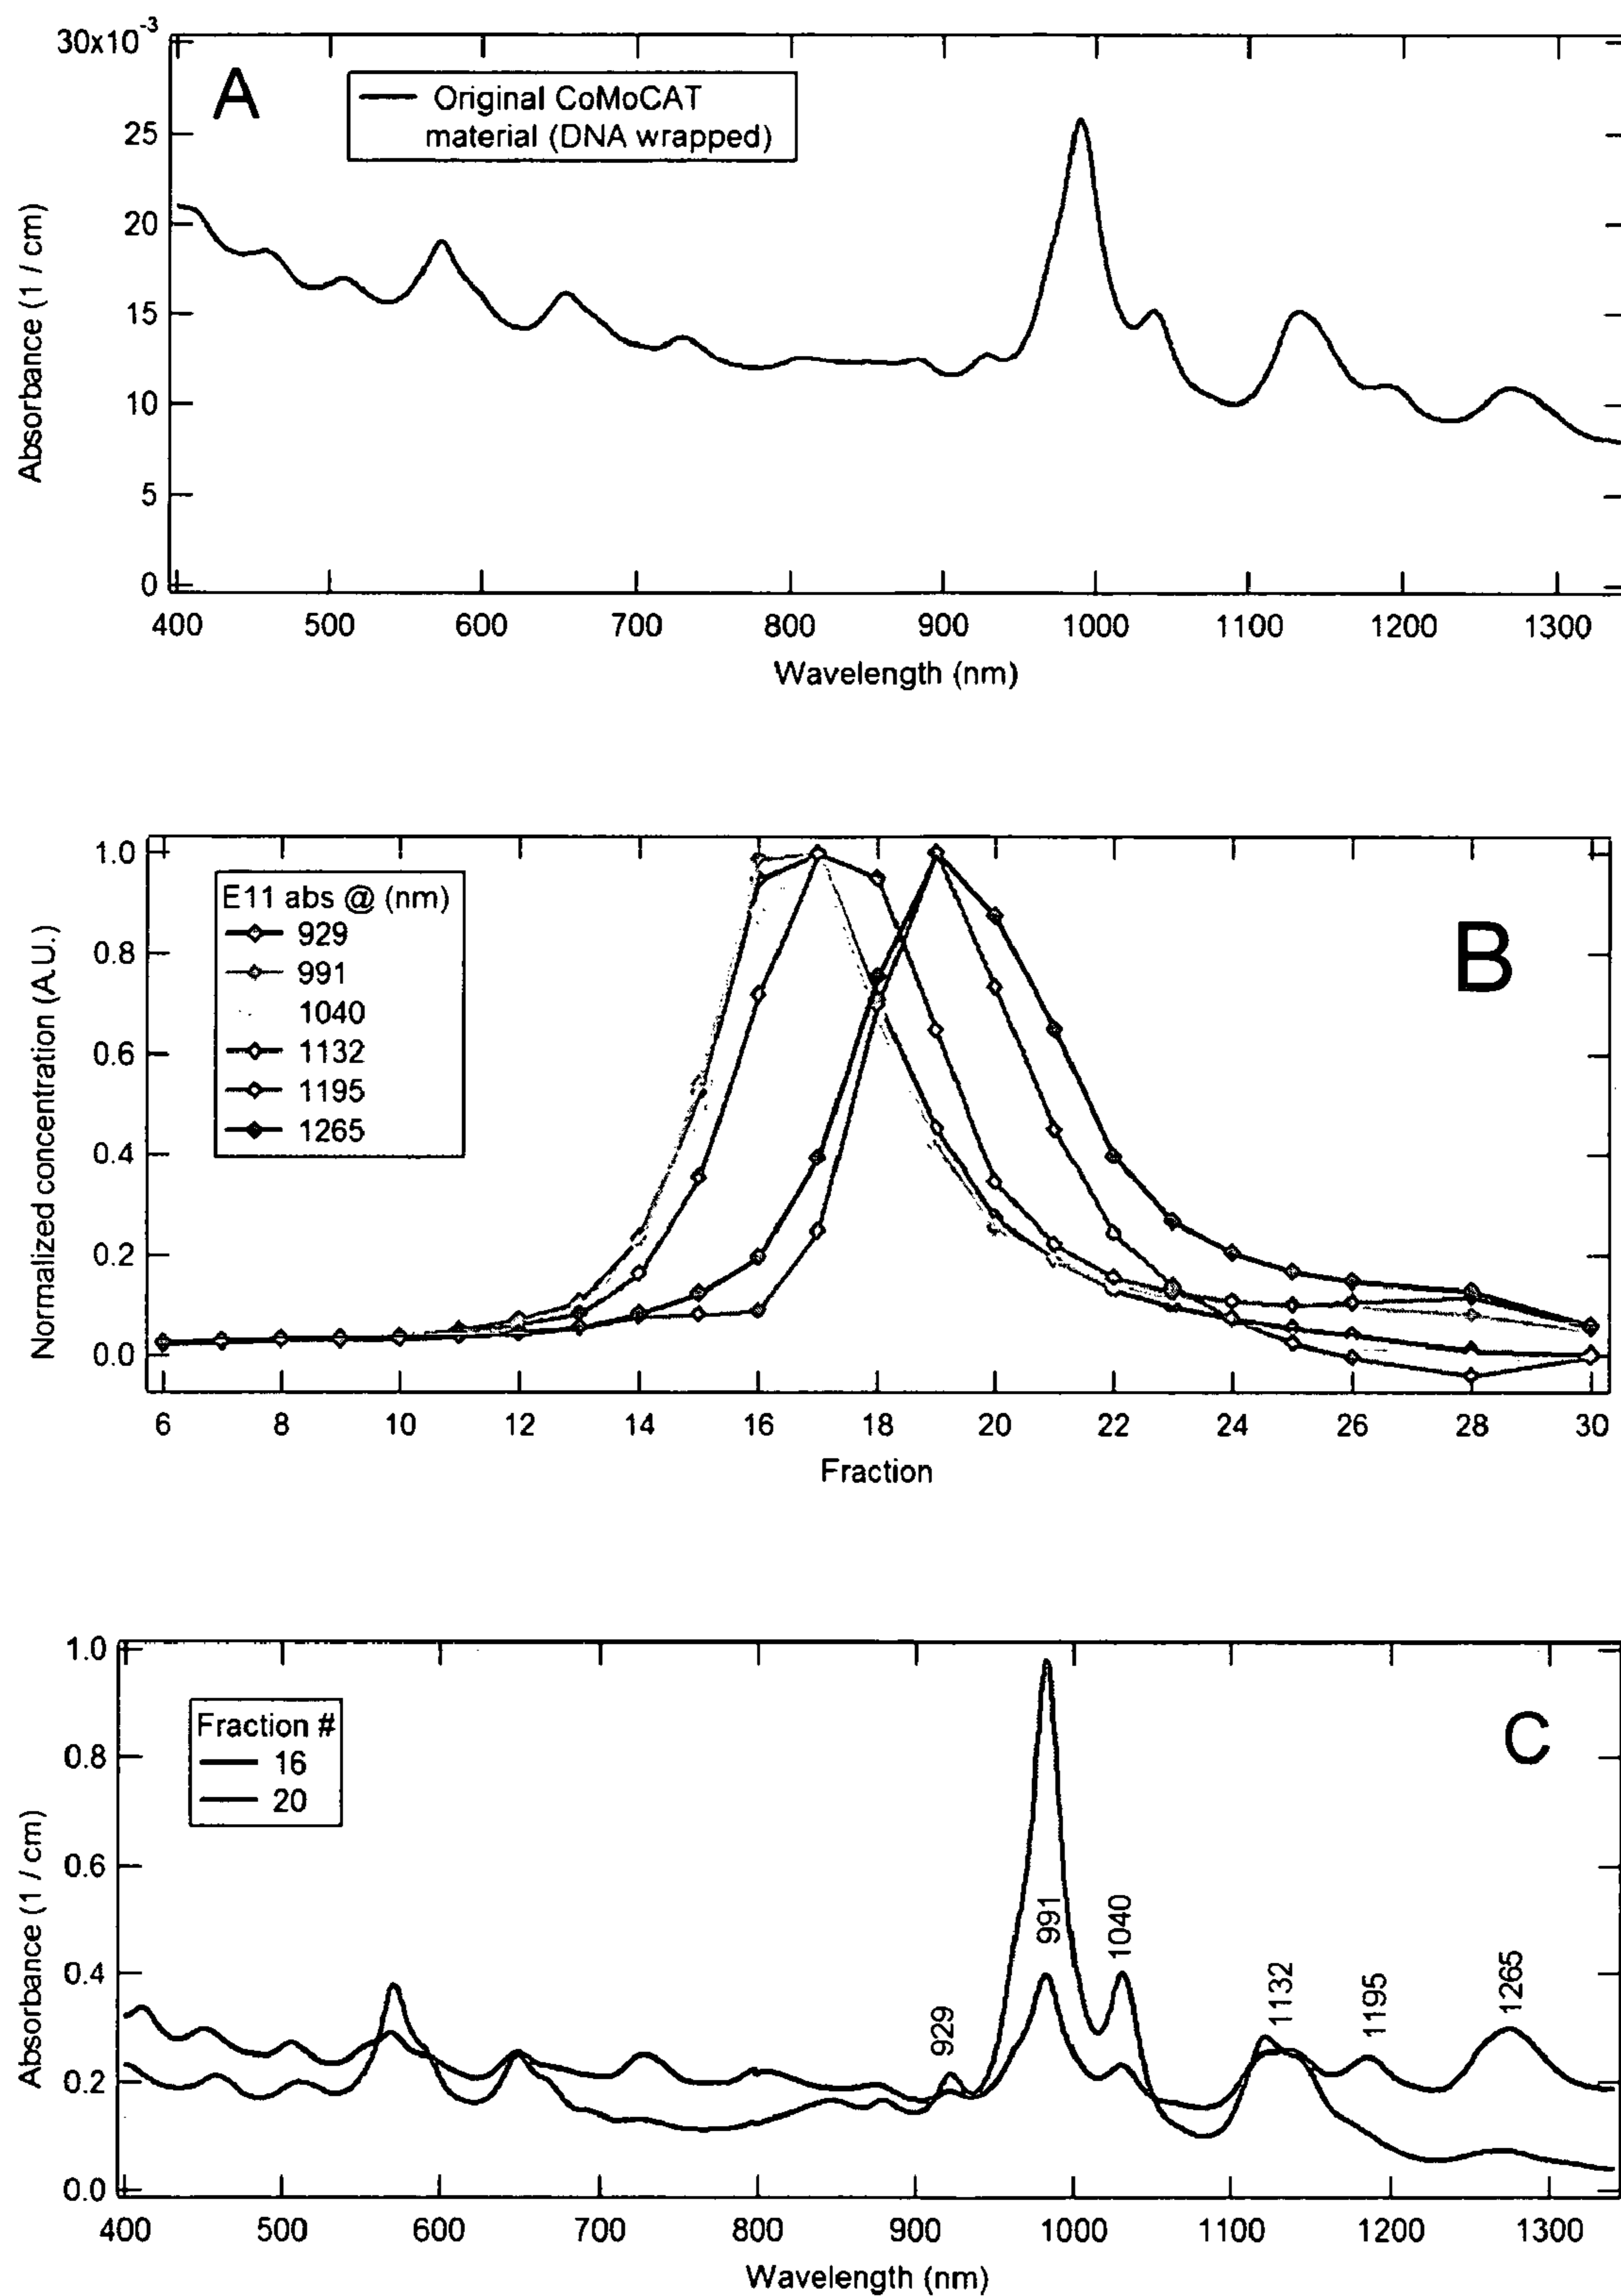 30x10-3
25
20
15
10
5
0
Absorbance (1 / cm)
A
Original CoMoCAT
material (DNA wrapped)
400 500 600 700 800 900 1000 1100 1200 1300
Wavelength (nm)
1.0
0.8
0.6
0.4
0.2
0.0
Normalized concentration (A.U.)
E11 abs @ (nm)
929
991
1040
1132
1195
1265
B
6 8 10 12 14 16 18 20 22 24 26 28 30
Fraction
1.0
0.8
0.6
0.4
0.2
0.0
Absorbance (1 / cm)
Fraction #
16
20
C
929
991
1040
1132
1195
1265
400 500 600 700 800 900 1000 1100 1200 1300
Wavelength (nm)